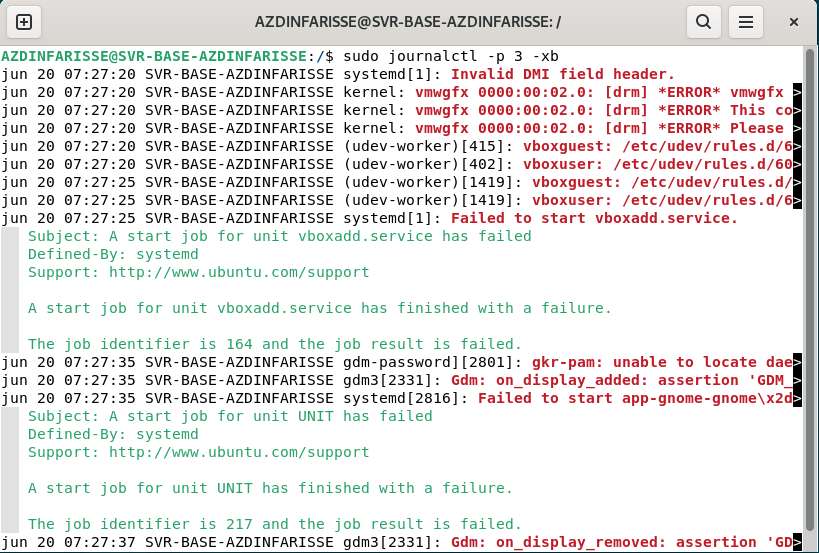 AZDINFARISSE@SVR-BASE-AZDINFARISSE: /
AZDINFARISSE@SVR-BASE-AZDINFARISSE:/$ sudo journalctl -p 3 -xb
jun 20 07:27:20 SVR-BASE-AZDINFARISSE systemd[1]: Invalid DMI field header.
jun 20 07:27:20 SVR-BASE-AZDINFARISSE kernel: vmwgfx 0000:00:02.0: [drm] *ERROR* vmwgfx >
jun 20 07:27:20 SVR-BASE-AZDINFARISSE kernel: vmwgfx 0000:00:02.0: [drm] *ERROR* This co>
jun 20 07:27:20 SVR-BASE-AZDINFARISSE kernel: vmwgfx 0000:00:02.0: [drm] *ERROR* Please >
jun 20 07:27:20 SVR-BASE-AZDINFARISSE (udev-worker)[415]: vboxguest: /etc/udev/rules.d/6>
jun 20 07:27:20 SVR-BASE-AZDINFARISSE (udev-worker)[402]: vboxuser: /etc/udev/rules.d/60>
jun 20 07:27:25 SVR-BASE-AZDINFARISSE (udev-worker)[1419]: vboxguest: /etc/udev/rules.d/>
jun 20 07:27:25 SVR-BASE-AZDINFARISSE (udev-worker)[1419]: vboxuser: /etc/udev/rules.d/6>
jun 20 07:27:25 SVR-BASE-AZDINFARISSE systemd[1]: Failed to start vboxadd.service.
Subject: A start job for unit vboxadd.service has failed
Defined-By: systemd
Support: http://www.ubuntu.com/support
A start job for unit vboxadd.service has finished with a failure.
The job identifier is 164 and the job result is failed.
jun 20 07:27:35 SVR-BASE-AZDINFARISSE gdm-password][2801]: gkr-pam: unable to locate dae>
jun 20 07:27:35 SVR-BASE-AZDINFARISSE gdm3[2331]: Gdm: on_display_added: assertion 'GDM_>
jun 20 07:27:35 SVR-BASE-AZDINFARISSE systemd[2816]: Failed to start app-gnome-gnome\x2d>
Subject: A start job for unit UNIT has failed
Defined-By: systemd
Support: http://www.ubuntu.com/support
A start job for unit UNIT has finished with a failure.
The job identifier is 217 and the job result is failed.
jun 20 07:27:37 SVR-BASE-AZDINFARISSE gdm3[2331]: Gdm: on_display_removed: assertion 'GD>